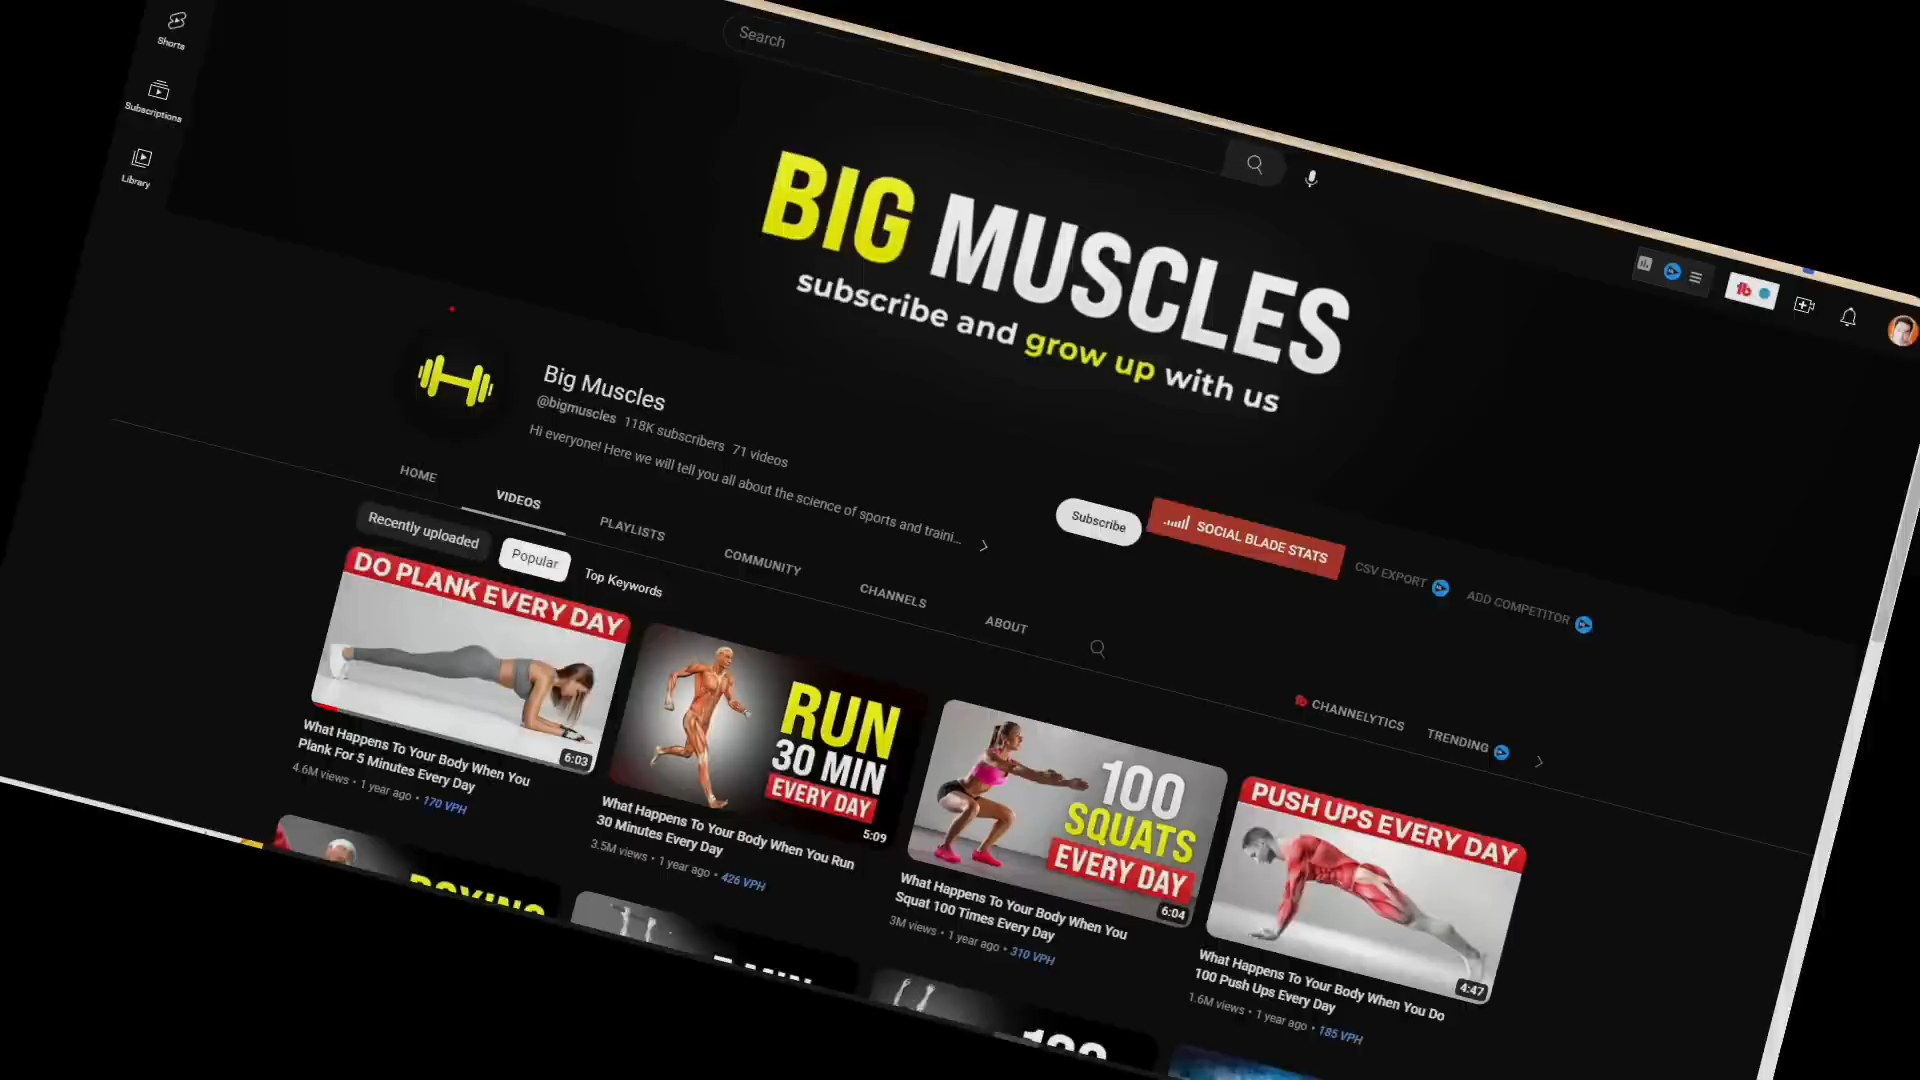 Search
Shorts
Subscriptions
Library
BIG MUSCLES
subscribe and grow up with us
Big Muscles
@bigmuscles 118K subscribers 71 videos
Hi everyone! Here we will tell you all about the science of sports and traini...
Subscribe
SOCIAL BLADE STATS
CSV EXPORT
ADD COMPETITOR
HOME
VIDEOS
PLAYLISTS
COMMUNITY
CHANNELS
ABOUT
CHANNELYTICS
TRENDING
Recently uploaded
Popular
Top Keywords
DO PLANK EVERY DAY
6:03
What Happens To Your Body When You
Plank For 5 Minutes Every Day
4.6M views • 1 year ago • 170 VPH
RUN
30 MIN
EVERY DAY
5:09
What Happens To Your Body When You Run
30 Minutes Every Day
3.5M views • 1 year ago • 426 VPH
100
SQUATS
EVERY DAY
6:04
What Happens To Your Body When You
Squat 100 Times Every Day
3M views • 1 year ago • 310 VPH
PUSH UPS EVERY DAY
4:47
What Happens To Your Body When You Do
100 Push Ups Every Day
1.6M views • 1 year ago • 185 VPH
BOXING